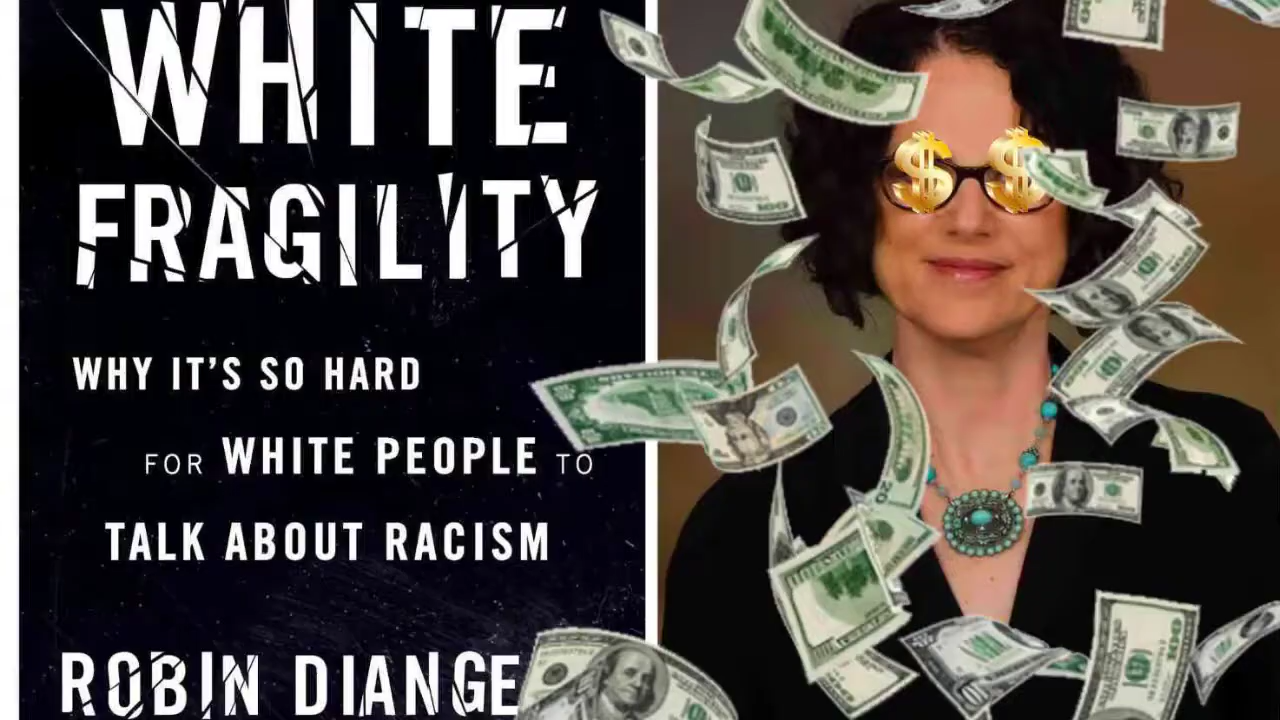 WHITE
FRAGILITY
WHY IT'S SO HARD
FOR WHITE PEOPLE TO
TALK ABOUT RACISM
ROBIN DIANGE
$ $